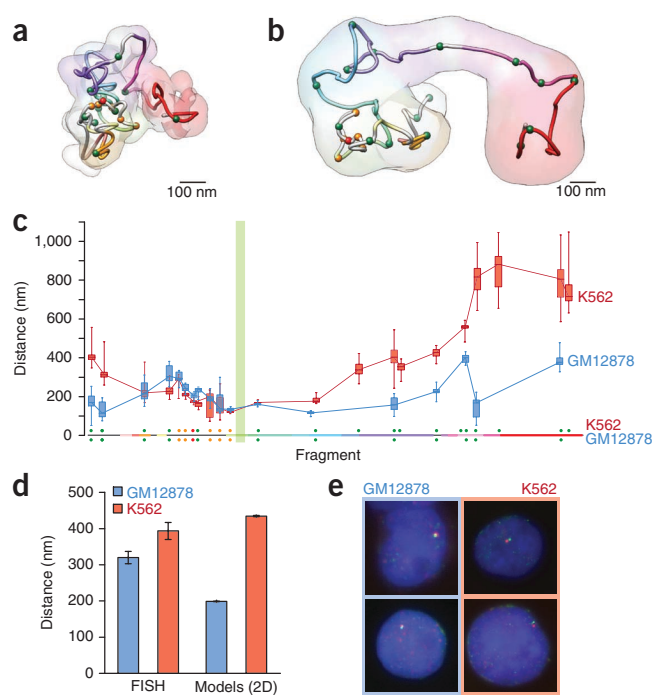 a
b
100 nm
100 nm
c
Distance (nm)
1,000
800
600
400
200
0
K562
GM12878
K562
GM12878
Fragment
d
Distance (nm)
500
400
300
200
100
0
GM12878
K562
FISH
Models (2D)
e
GM12878
K562